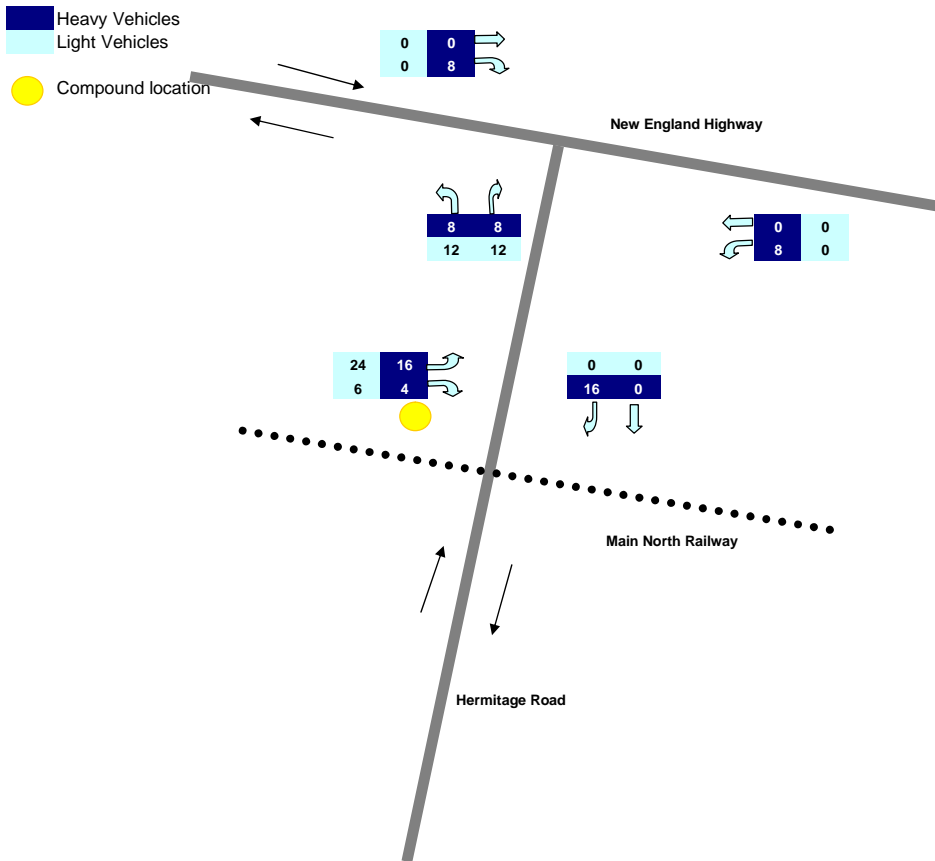 Heavy Vehicles
Light Vehicles
Compound location
0 0
0 8
New England Highway
8 8
12 12
0 0
8 0
24 16
6 4
0 0
16 0
Main North Railway
Hermitage Road